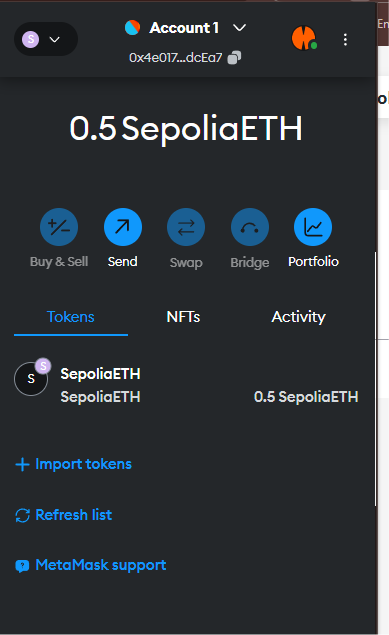 S
Account 1
0x4e017...dcEa7
0.5 SepoliaETH
Buy & Sell
Send
Swap
Bridge
Portfolio
Tokens
NFTs
Activity
S
S
SepoliaETH
SepoliaETH
0.5 SepoliaETH
+ Import tokens
Refresh list
MetaMask support
En